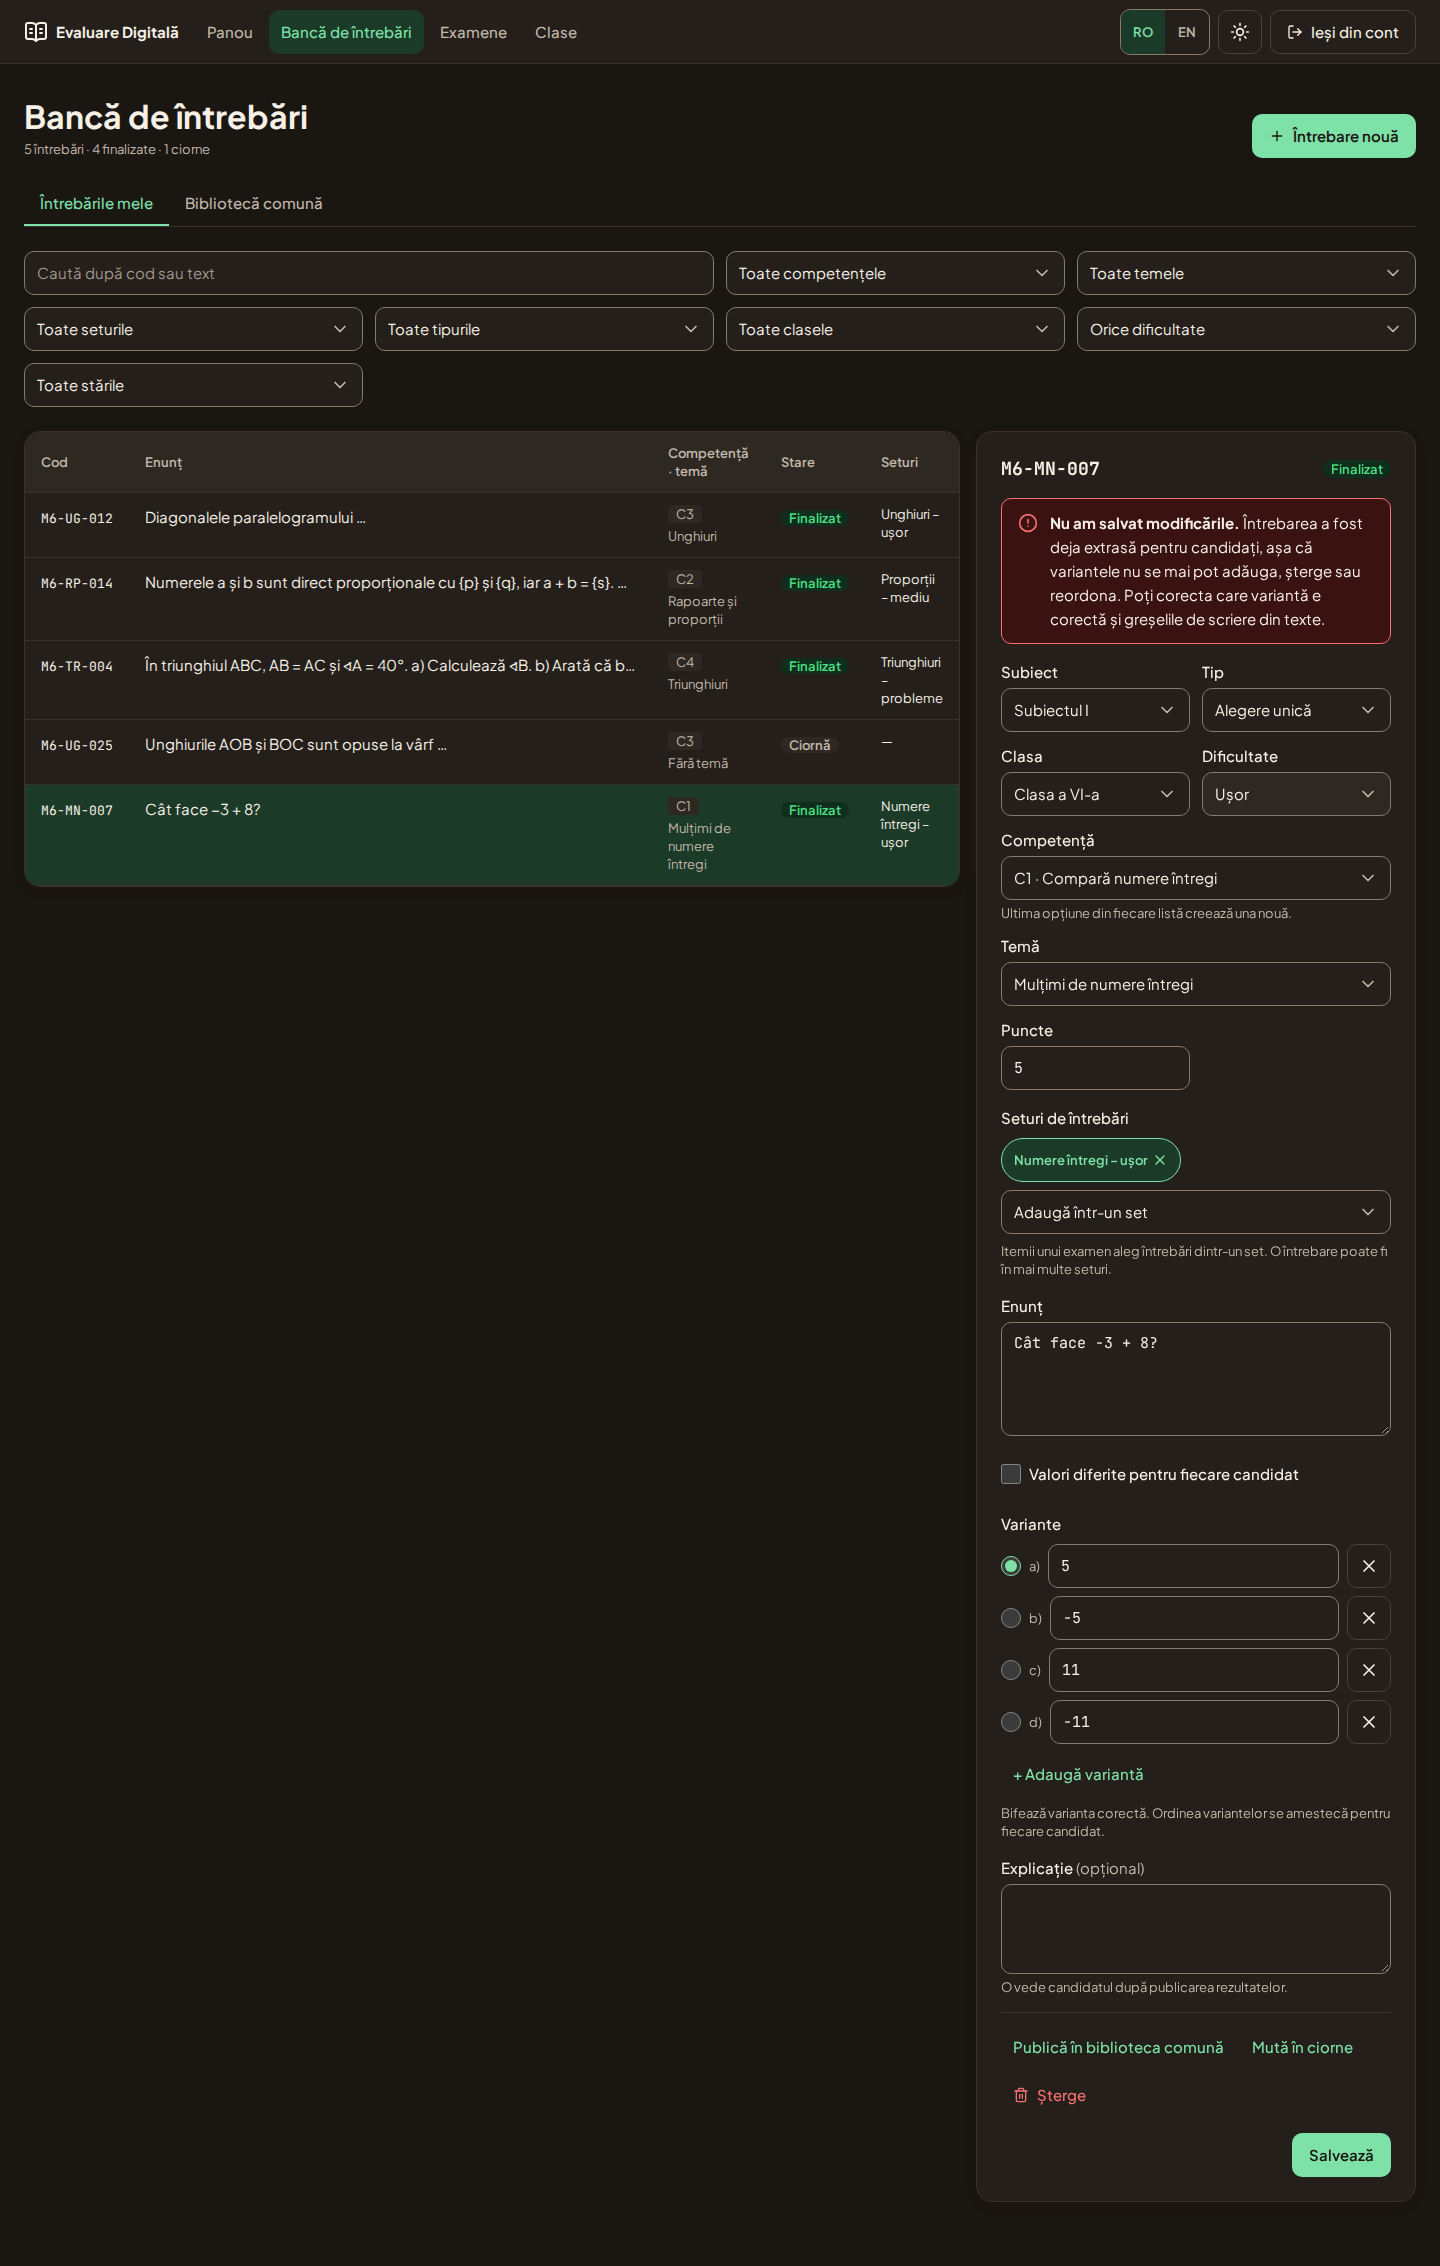 Evaluare Digitală
Panou
Bancă de întrebări
Examene
Clase
RO
EN
Ieși din cont
Bancă de întrebări
5 întrebări · 4 finalizate · 1 ciorne
+ Întrebare nouă
Întrebările mele
Bibliotecă comună
Caută după cod sau text
Toate competențele
Toate temele
Toate seturile
Toate tipurile
Toate clasele
Orice dificultate
Toate stările
Cod
Enunț
Competență
· temă
Stare
Seturi
M6-UG-012
Diagonalele paralelogramului ...
C3
Unghiuri
Finalizat
Unghiuri –
ușor
M6-RP-014
Numerele a și b sunt direct proporționale cu {p} și {q}, iar a + b = {s}. ...
C2
Rapoarte și
proporții
Finalizat
Proporții
– mediu
M6-TR-004
În triunghiul ABC, AB = AC și ∢A = 40°. a) Calculează ∢B. b) Arată că b...
C4
Triunghiuri
Finalizat
Triunghiuri
–
probleme
M6-UG-025
Unghiurile AOB și BOC sunt opuse la vârf ...
C3
Fără temă
Ciornă
—
M6-MN-007
Cât face −3 + 8?
C1
Mulțimi de
numere
întregi
Finalizat
Numere
întregi –
ușor
M6-MN-007
Finalizat
Nu am salvat modificările. Întrebarea a fost
deja extrasă pentru candidați, așa că
variantele nu se mai pot adăuga, șterge sau
reordona. Poți corecta care variantă e
corectă și greșelile de scriere din texte.
Subiect
Tip
Subiectul I
Alegere unică
Clasa
Dificultate
Clasa a VI-a
Ușor
Competență
C1 · Compară numere întregi
Ultima opțiune din fiecare listă creează una nouă.
Temă
Mulțimi de numere întregi
Puncte
5
Seturi de întrebări
Numere întregi – ușor
Adaugă într-un set
Itemii unui examen aleg întrebări dintr-un set. O întrebare poate fi
în mai multe seturi.
Enunț
Cât face -3 + 8?
Valori diferite pentru fiecare candidat
Variante
a) 5
b) -5
c) 11
d) -11
+ Adaugă variantă
Bifează varianta corectă. Ordinea variantelor se amestecă pentru
fiecare candidat.
Explicație (opțional)
O vede candidatul după publicarea rezultatelor.
Publică în biblioteca comună
Mută în ciorne
Șterge
Salvează